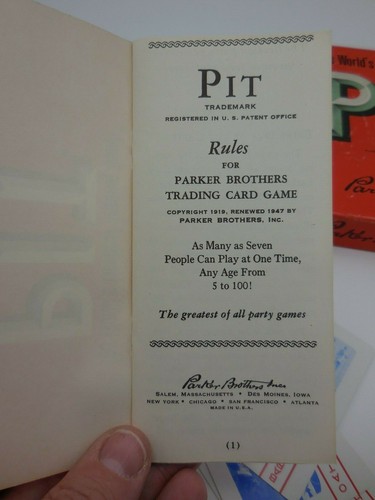 PIT
TRADEMARK
REGISTERED IN U. S. PATENT OFFICE
Rules
FOR
PARKER BROTHERS
TRADING CARD GAME
COPYRIGHT 1919, RENEWED 1947 BY
PARKER BROTHERS, INC.
As Many as Seven
People Can Play at One Time,
Any Age From
5 to 100!
The greatest of all party games
Parker Brothers Inc
SALEM, MASSACHUSETTS • DES MOINES, IOWA
NEW YORK • CHICAGO • SAN FRANCISCO • ATLANTA
MADE IN U.S.A.
(1)
World's
P